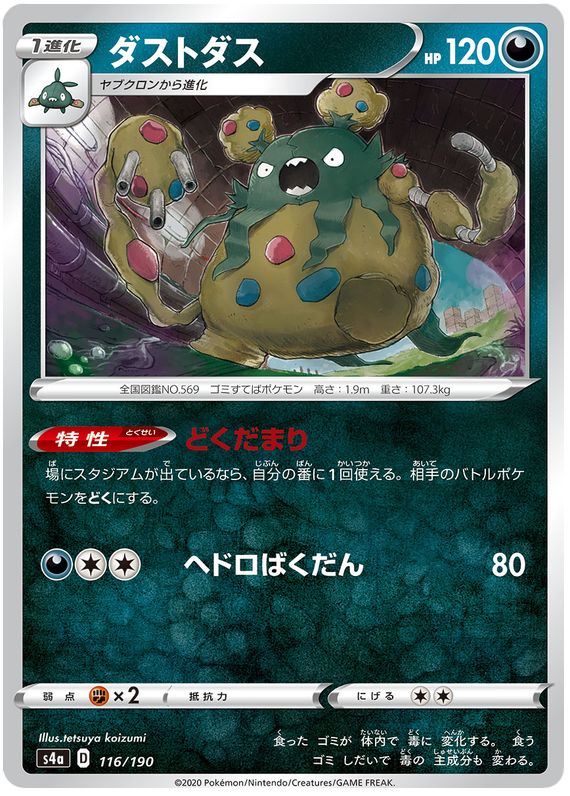 1進化
ダストダス
HP 120
ヤブクロンから進化
全国図鑑NO.569 ゴミすてばポケモン 高さ:1.9m 重さ:107.3kg
特性 とくせい どくだまり
場にスタジアムが出ているなら、自分の番に1回使える。相手のバトルポケ
モンをどくにする。
ヘドロばくだん 80
弱点 ×2 抵抗力 にげる
Illus.tetsuya koizumi
食った ゴミが 体内で 毒に 変化する。 食う
ゴミ しだいで 毒の 主成分も 変わる。
s4a D 116/190
©2020 Pokémon/Nintendo/Creatures/GAME FREAK.